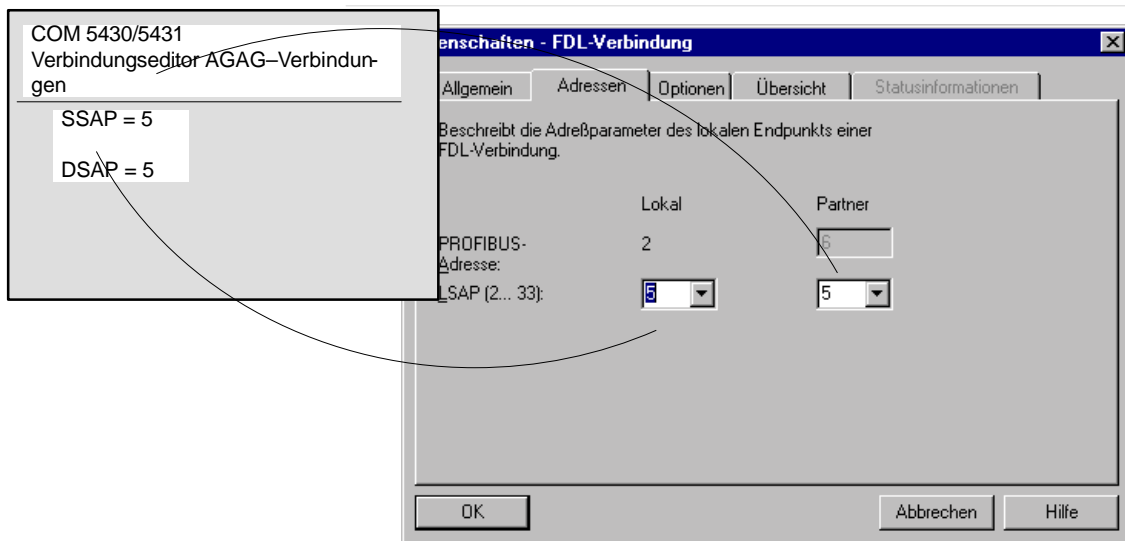 COM 5430/5431
Verbindungseditor AGAG–Verbindun-
gen
SSAP = 5
DSAP = 5
enschaften - FDL-Verbindung
Allgemein Adressen Optionen Übersicht Statusinformationen
Beschreibt die Adreßparameter des lokalen Endpunkts einer
FDL-Verbindung.
Lokal Partner
PROFIBUS- 2 6
Adresse:
LSAP (2... 33): 5 5
OK Abbrechen Hilfe